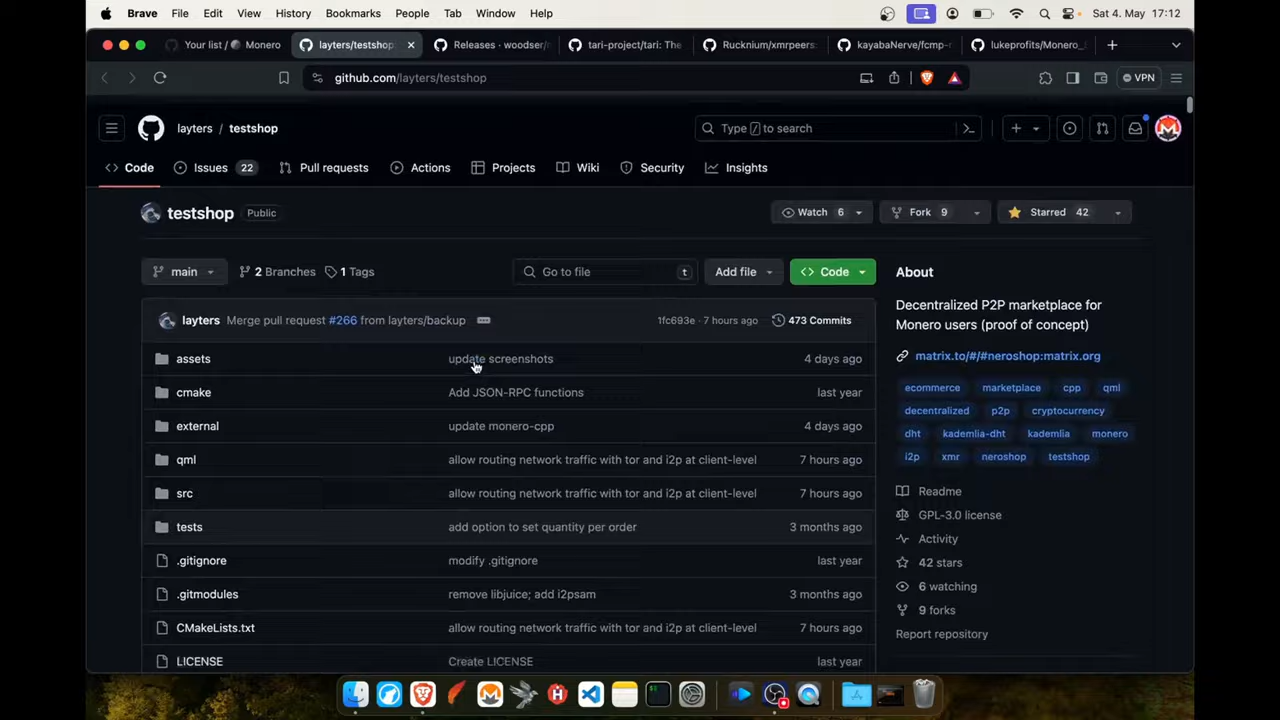 Brave File Edit View History Bookmarks People Tab Window Help Sat 4. May 17:12
Your list / Monero layters/testshop × Releases · woodser/ tari-project/tari: The Rucknium/xmrpeers: kayabaNerve/fcmp- lukeprofits/Monero_
github.com/layters/testshop VPN
layters / testshop Type / to search
Code Issues 22 Pull requests Actions Projects Wiki Security Insights
testshop Public Watch 6 Fork 9 Starred 42
main 2 Branches 1 Tags Go to file t Add file Code
layters Merge pull request #266 from layters/backup 1fc693e · 7 hours ago 473 Commits
assets update screenshots 4 days ago
cmake Add JSON-RPC functions last year
external update monero-cpp 4 days ago
qml allow routing network traffic with tor and i2p at client-level 7 hours ago
src allow routing network traffic with tor and i2p at client-level 7 hours ago
tests add option to set quantity per order 3 months ago
.gitignore modify .gitignore last year
.gitmodules remove libjuice; add i2psam 3 months ago
CMakeLists.txt allow routing network traffic with tor and i2p at client-level 7 hours ago
LICENSE Create LICENSE last year
About
Decentralized P2P marketplace for
Monero users (proof of concept)
matrix.to/#/#neroshop:matrix.org
ecommerce marketplace cpp qml
decentralized p2p cryptocurrency
dht kademlia-dht kademlia monero
i2p xmr neroshop testshop
Readme
GPL-3.0 license
Activity
42 stars
6 watching
9 forks
Report repository